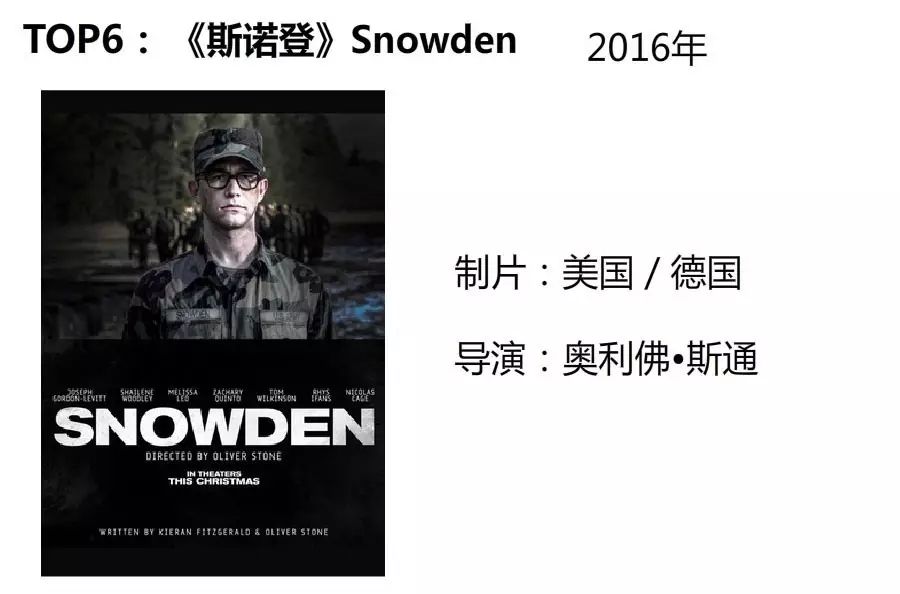 TOP6：《斯诺登》Snowden
2016年
制片：美国 / 德国
导演：奥利佛•斯通
SNOWDEN
JOSEPH GORDON-LEVITT
SHAILENE WOODLEY
MELISSA LEO
ZACHARY QUINTO
TOM WILKINSON
RHYS IFANS
NICOLAS CAGE
SNOWDEN
DIRECTED BY OLIVER STONE
IN THEATERS
THIS CHRISTMAS
WRITTEN BY KIERAN FITZGERALD & OLIVER STONE